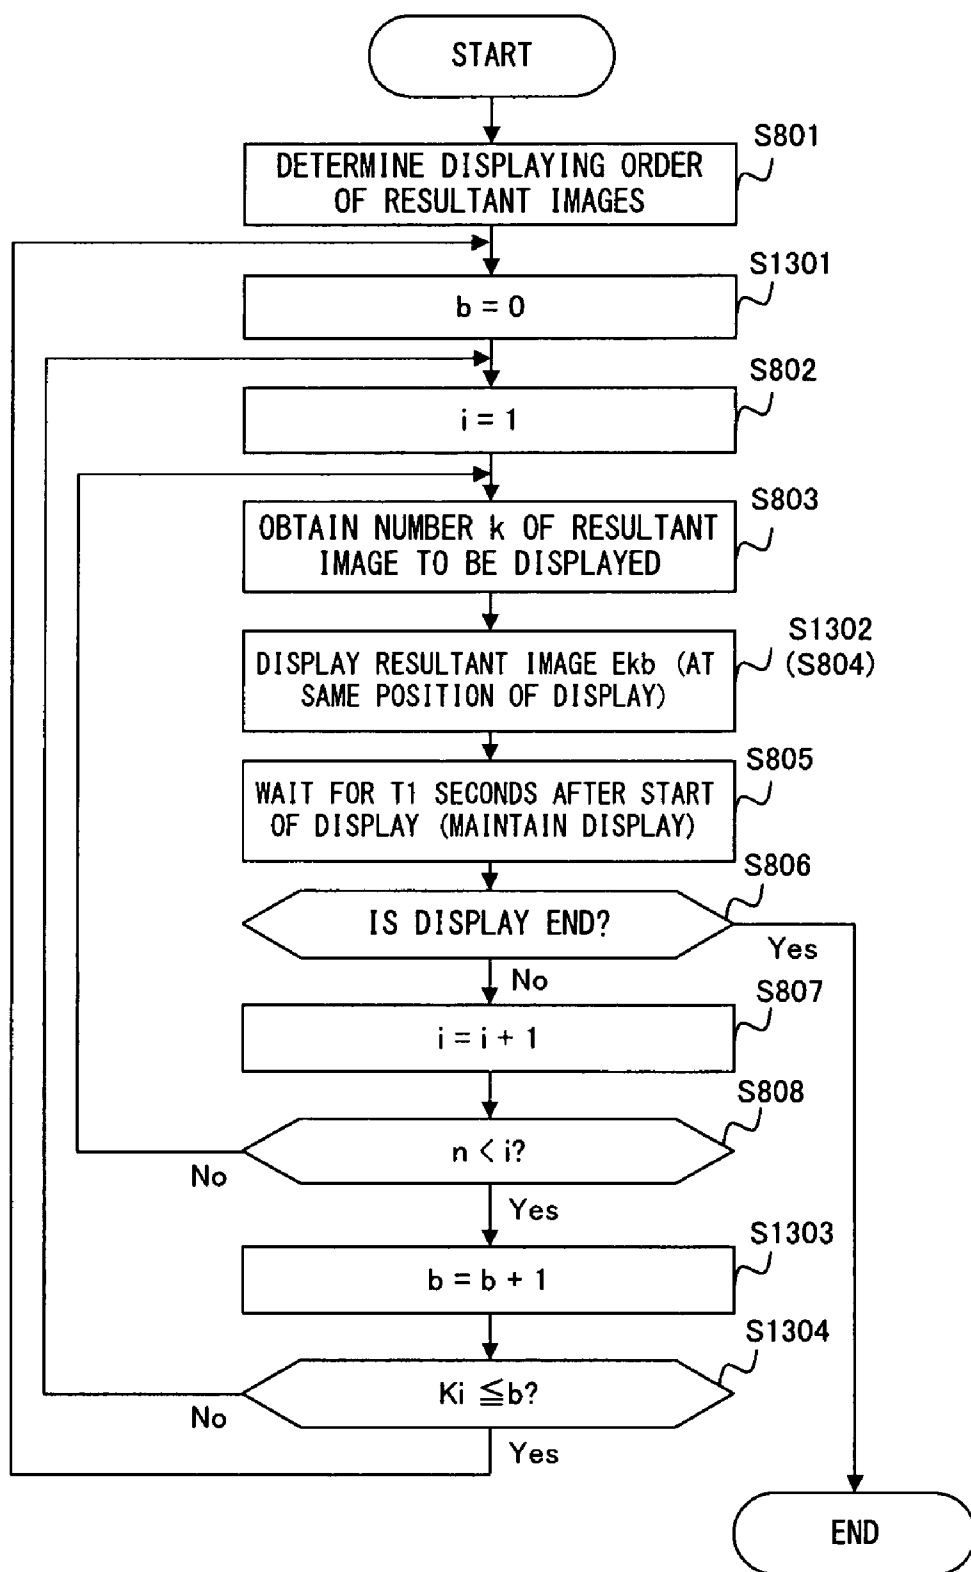 START
S801
DETERMINE DISPLAYING ORDER
OF RESULTANT IMAGES
S1301
b = 0
S802
i = 1
S803
OBTAIN NUMBER k OF RESULTANT
IMAGE TO BE DISPLAYED
S1302
(S804)
DISPLAY RESULTANT IMAGE Ekb (AT
SAME POSITION OF DISPLAY)
S805
WAIT FOR T1 SECONDS AFTER START
OF DISPLAY (MAINTAIN DISPLAY)
S806
IS DISPLAY END?
Yes
No
S807
i = i + 1
S808
n < i?
No
Yes
S1303
b = b + 1
S1304
Ki ≦b?
No
Yes
END